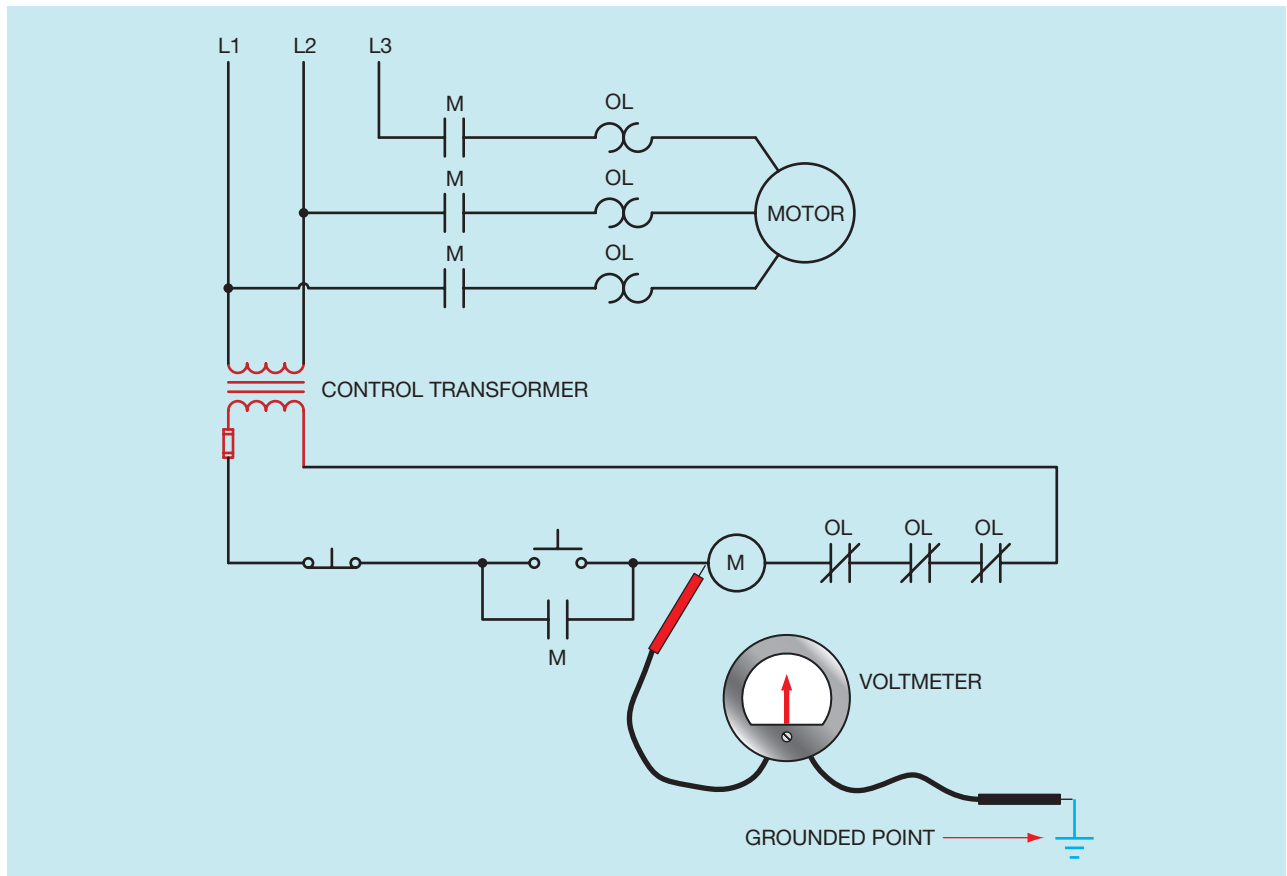 L1 L2 L3
M OL
M OL
MOTOR
M OL
CONTROL TRANSFORMER
OL OL OL
M
M
VOLTMETER
GROUNDED POINT